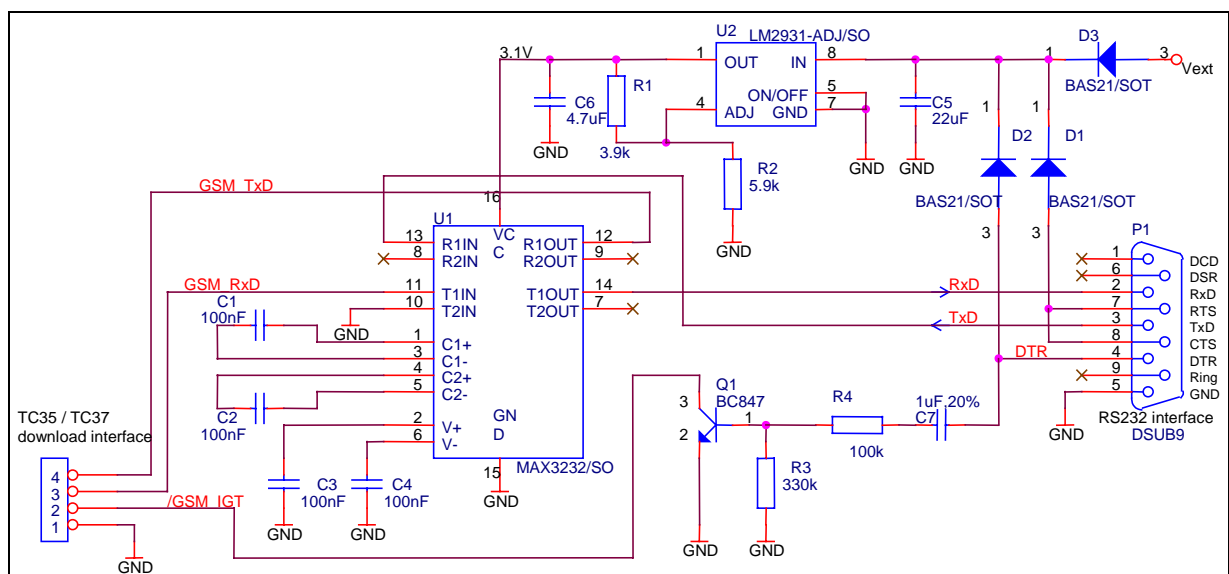 U2
LM2931-ADJ/SO
D3
3.1V
1
OUT
IN
8
1
3
Vext
BAS21/SOT
R1
ON/OFF
5
C6
4.7uF
4
ADJ
GND
7
C5
22uF
1
1
D2
D1
GND
3.9k
GND
GND
R2
5.9k
GSM_TxD
16
BAS21/SOT
BAS21/SOT
U1
GND
3
3
P1
13
R1IN
VC
C
R1OUT
12
8
R2IN
R2OUT
9
1
DCD
6
DSR
GSM_RxD
11
T1IN
T1OUT
14
RxD
2
RxD
C1
100nF
10
T2IN
T2OUT
7
7
RTS
GND
TxD
3
TxD
1
C1+
8
CTS
3
C1-
DTR
4
DTR
4
C2+
9
Ring
5
C2-
Q1
BC847
R4
1uF.20%
C7
5
GND
C2
100nF
3
1
2
GN
D
RS232 interface
DSUB9
GND
TC35 / TC37
download interface
2
V+
6
V-
100k
15
MAX3232/SO
R3
330k
4
3
2
1
/GSM_IGT
C3
100nF
C4
100nF
GND
GND
GND
GND
GND
GND